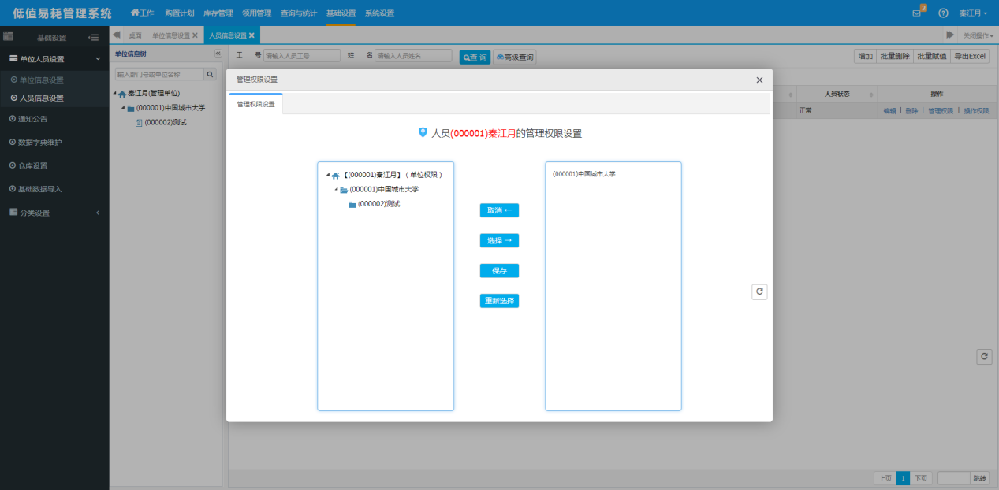 低值易耗管理系统 工作 购置计划 库存管理 领用管理 查询与统计 基础设置 系统设置 2 秦江月
基础设置 桌面 单位信息设置 人员信息设置 关闭操作
单位人员设置
单位信息设置
人员信息设置
通知公告
数据字典维护
仓库设置
基础数据导入
分类设置
单位信息树
输入部门号或单位名称
秦江月(管理单位)
(000001)中国城市大学
(000002)测试
工 号 请输入人员工号 姓 名 请输入人员姓名 查 询 高级查询 增加 批量删除 批量赋值 导出Excel
人员状态 操作
正常 编辑 | 删除 | 管理权限 | 操作权限
管理权限设置
管理权限设置
人员(000001)秦江月的管理权限设置
【(000001)秦江月】(单位权限)
(000001)中国城市大学
(000002)测试
取消 ←
选择 →
保存
重新选择
(000001)中国城市大学
上页 1 下页 跳转